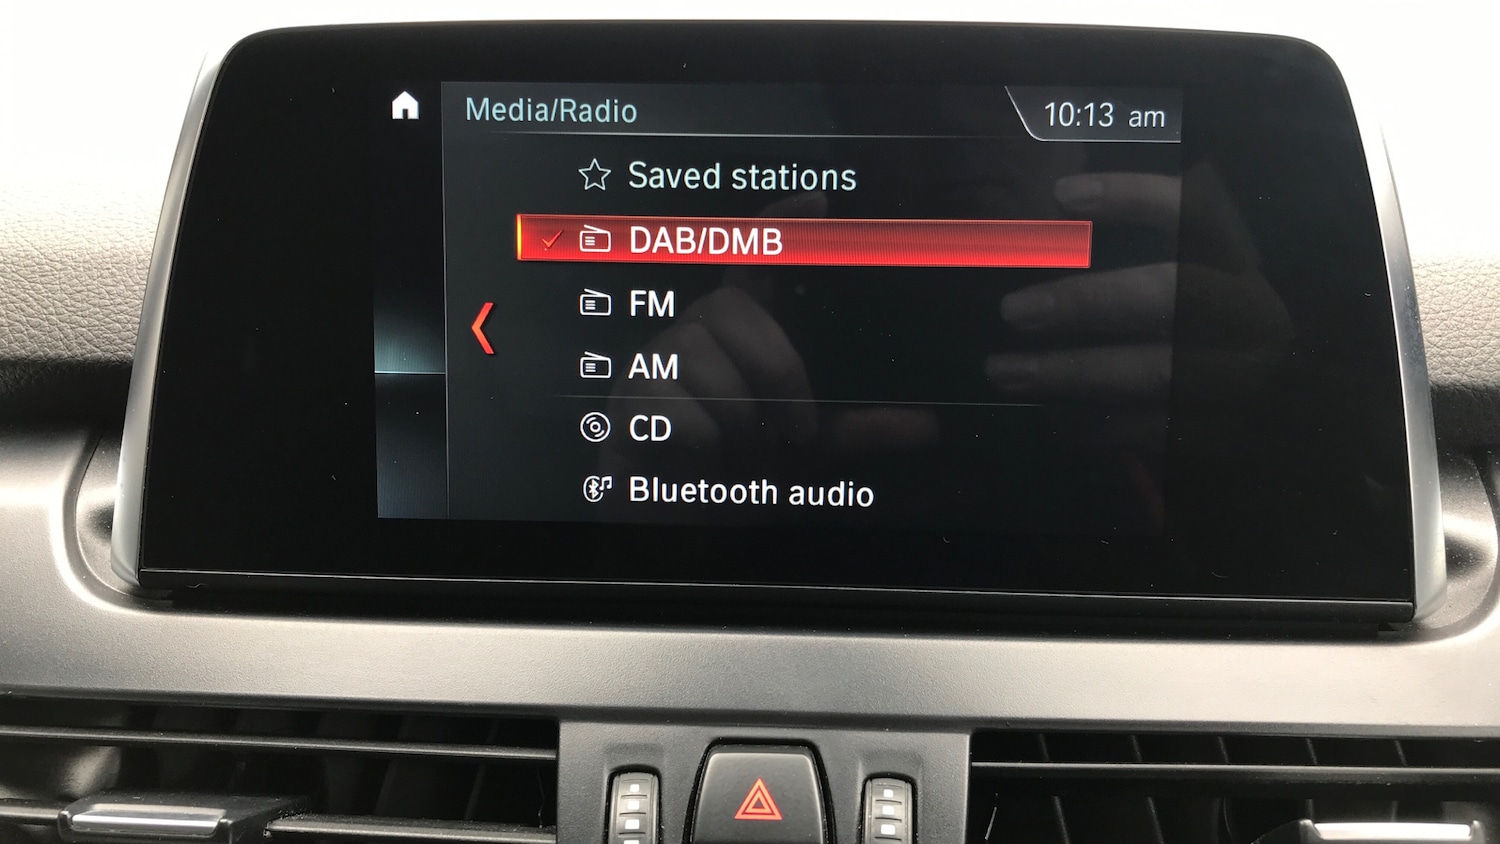 Media/Radio
10:13 am
Saved stations
DAB/DMB
FM
AM
CD
Bluetooth audio